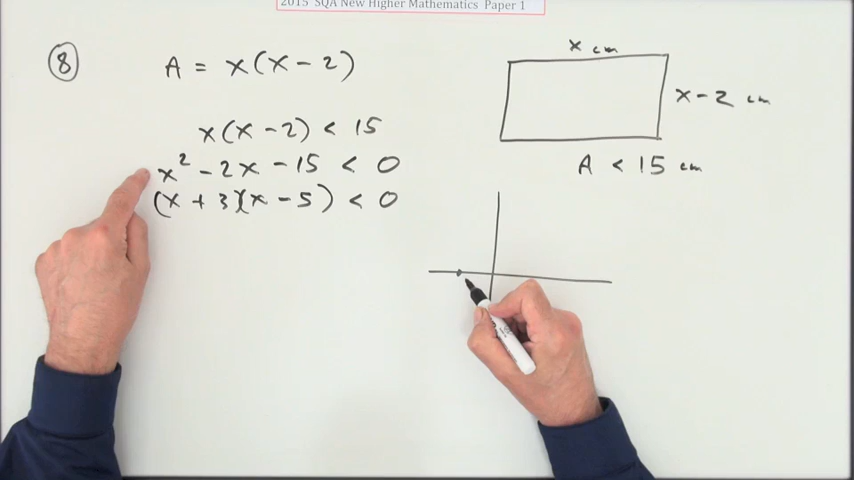 2015 SQA New Higher Mathematics Paper 1
8
A = x(x - 2)
x(x - 2) < 15
x² - 2x - 15 < 0
(x + 3)(x - 5) < 0
x cm
x - 2 cm
A < 15 cm